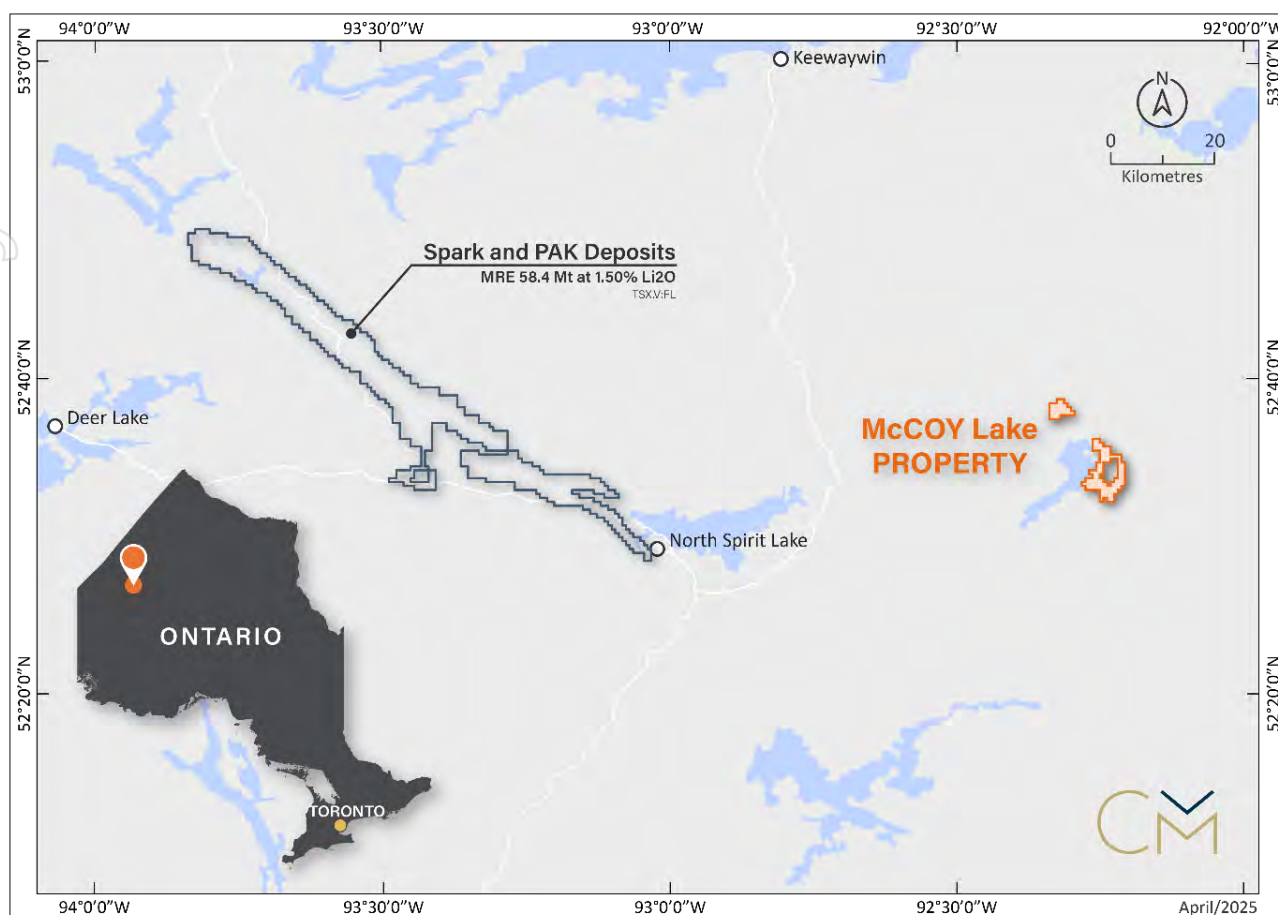 94°0'0"W
93°30'0"W
93°0'0"W
92°30'0"W
92°00'0"W
53°0'0"N
53°0'0"N
Keewaywin
N
0 20
Kilometres
Spark and PAK Deposits
MRE 58.4 Mt at 1.50% Li2O
TSX.V:FL
52°40'0"N
52°40'0"N
Deer Lake
McCOY Lake
PROPERTY
North Spirit Lake
ONTARIO
52°20'0"N
52°20'0"N
TORONTO
CM
94°0'0"W
93°30'0"W
93°0'0"W
92°30'0"W
April/2025